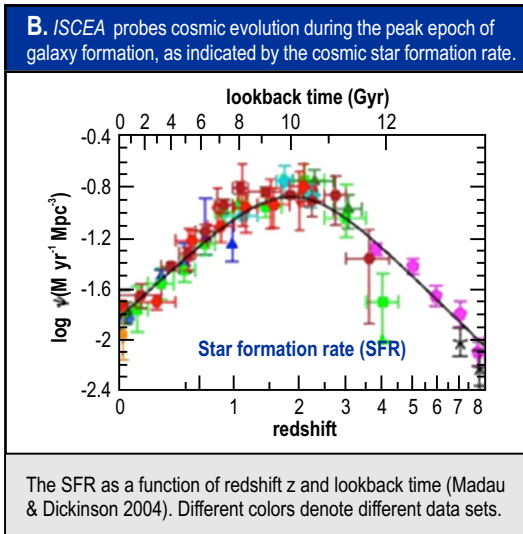 B. ISCEA probes cosmic evolution during the peak epoch of
galaxy formation, as indicated by the cosmic star formation rate.
lookback time (Gyr)
0 2 4 6 8 10 12
-0.4
-0.8
-1.2
-1.6
-2
-2.4
log ψ(M yr⁻¹ Mpc⁻³)
Star formation rate (SFR)
0 1 2 3 4 5 6 7 8
redshift
The SFR as a function of redshift z and lookback time (Madau
& Dickinson 2004). Different colors denote different data sets.